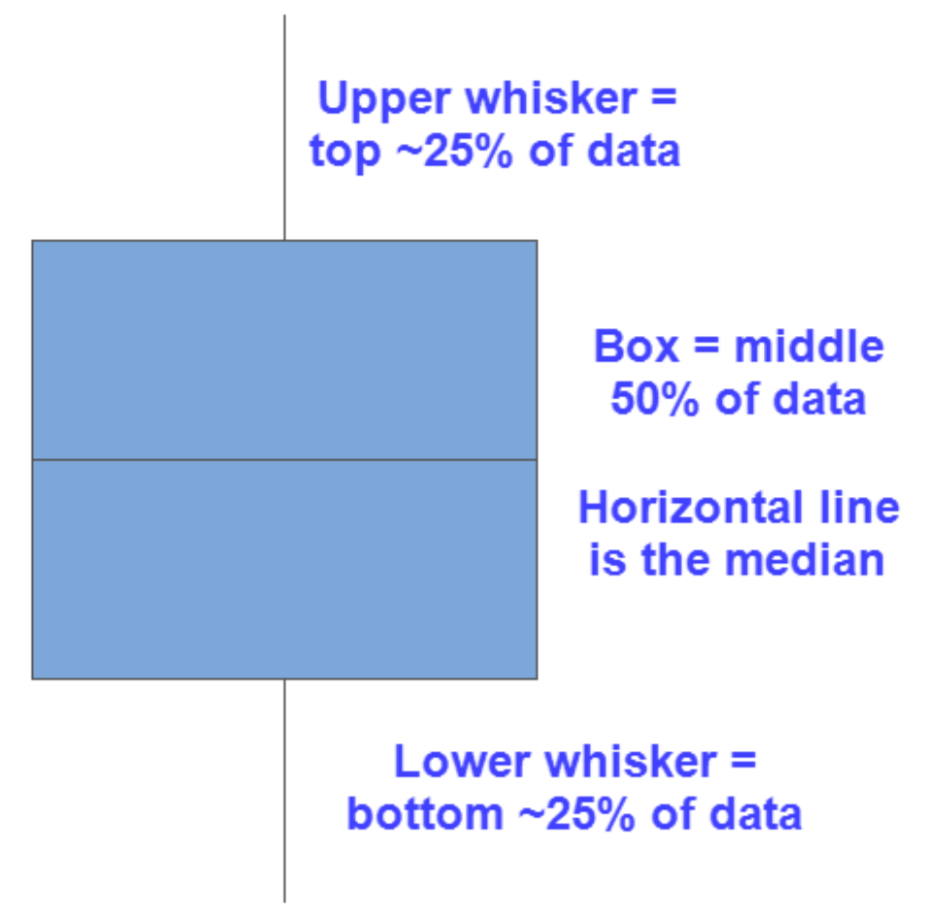 Upper whisker =
top ~25% of data
Box = middle
50% of data
Horizontal line
is the median
Lower whisker =
bottom ~25% of data